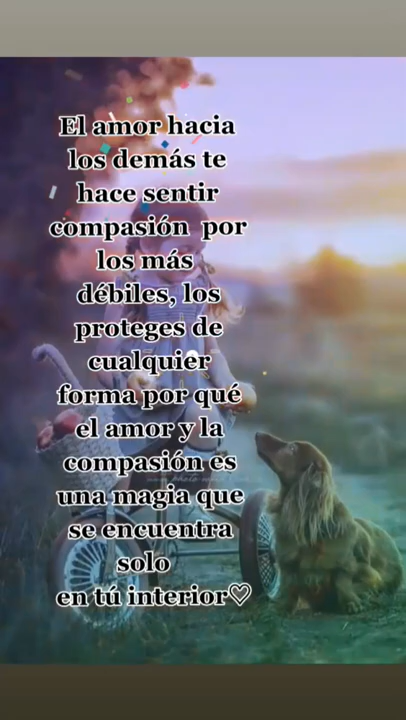 El amor hacia
los demás te
hace sentir
compasión por
los más
débiles, los
proteges de
cualquier
forma por qué
el amor y la
compasión es
una magia que
se encuentra
solo
en tú interior♡